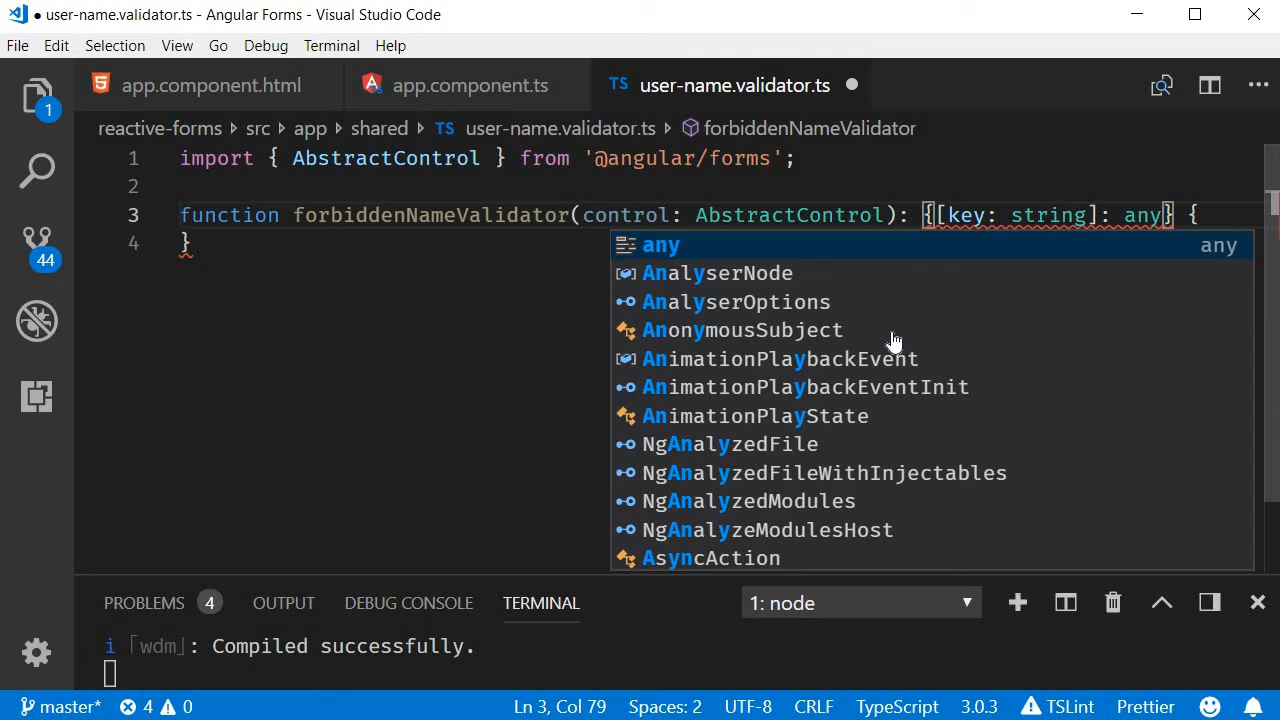 user-name.validator.ts - Angular Forms - Visual Studio Code
File Edit Selection View Go Debug Terminal Help
app.component.html app.component.ts TS user-name.validator.ts
1
reactive-forms src app shared TS user-name.validator.ts forbiddenNameValidator
1 import { AbstractControl } from '@angular/forms';
2
3 function forbiddenNameValidator(control: AbstractControl): {[key: string]: any} {
4 }
44
any any
AnalyserNode
AnalyserOptions
AnonymousSubject
AnimationPlaybackEvent
AnimationPlaybackEventInit
AnimationPlayState
NgAnalyzedFile
NgAnalyzedFileWithInjectables
NgAnalyzedModules
NgAnalyzeModulesHost
AsyncAction
PROBLEMS 4 OUTPUT DEBUG CONSOLE TERMINAL 1: node
i ｢wdm｣: Compiled successfully.
master* 4 0 Ln 3, Col 79 Spaces: 2 UTF-8 CRLF TypeScript 3.0.3 TSLint Prettier